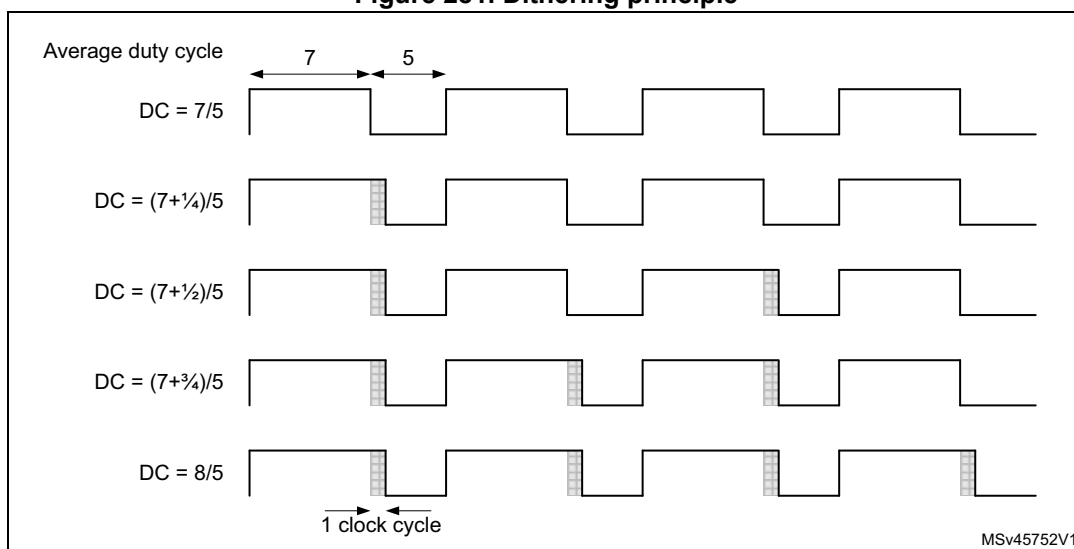 Figure 281. Dithering principle
Average duty cycle
7
5
DC = 7/5
DC = (7+¼)/5
DC = (7+½)/5
DC = (7+¾)/5
DC = 8/5
1 clock cycle
MSv45752V1